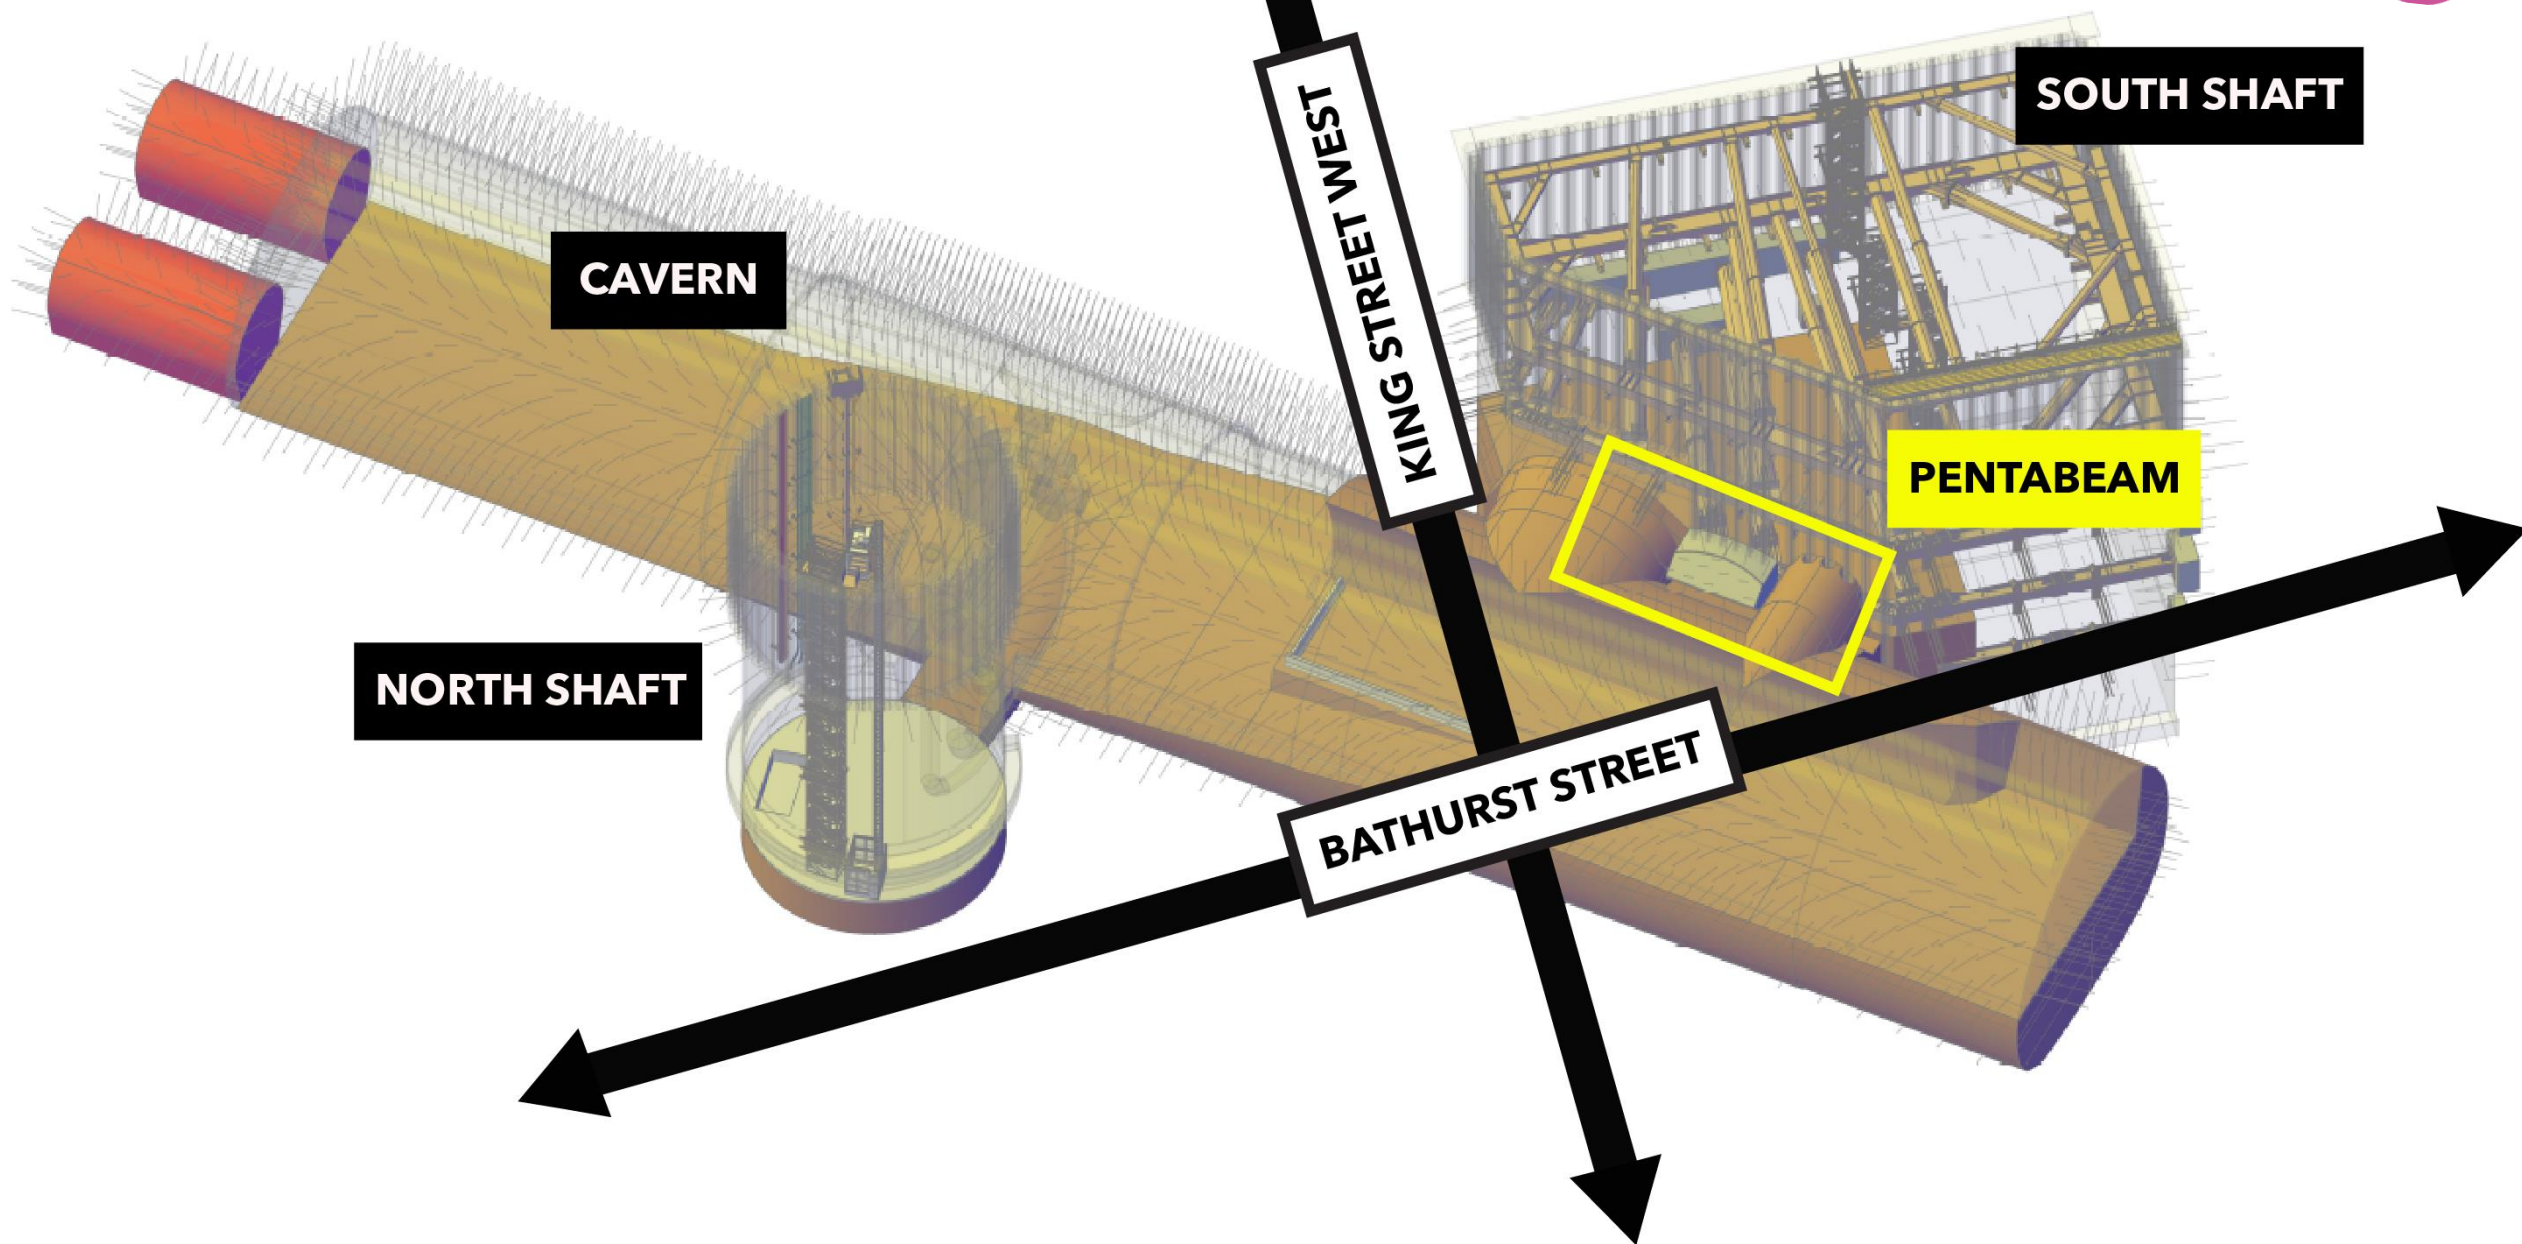 SOUTH SHAFT
KING STREET WEST
CAVERN
PENTABEAM
NORTH SHAFT
BATHURST STREET